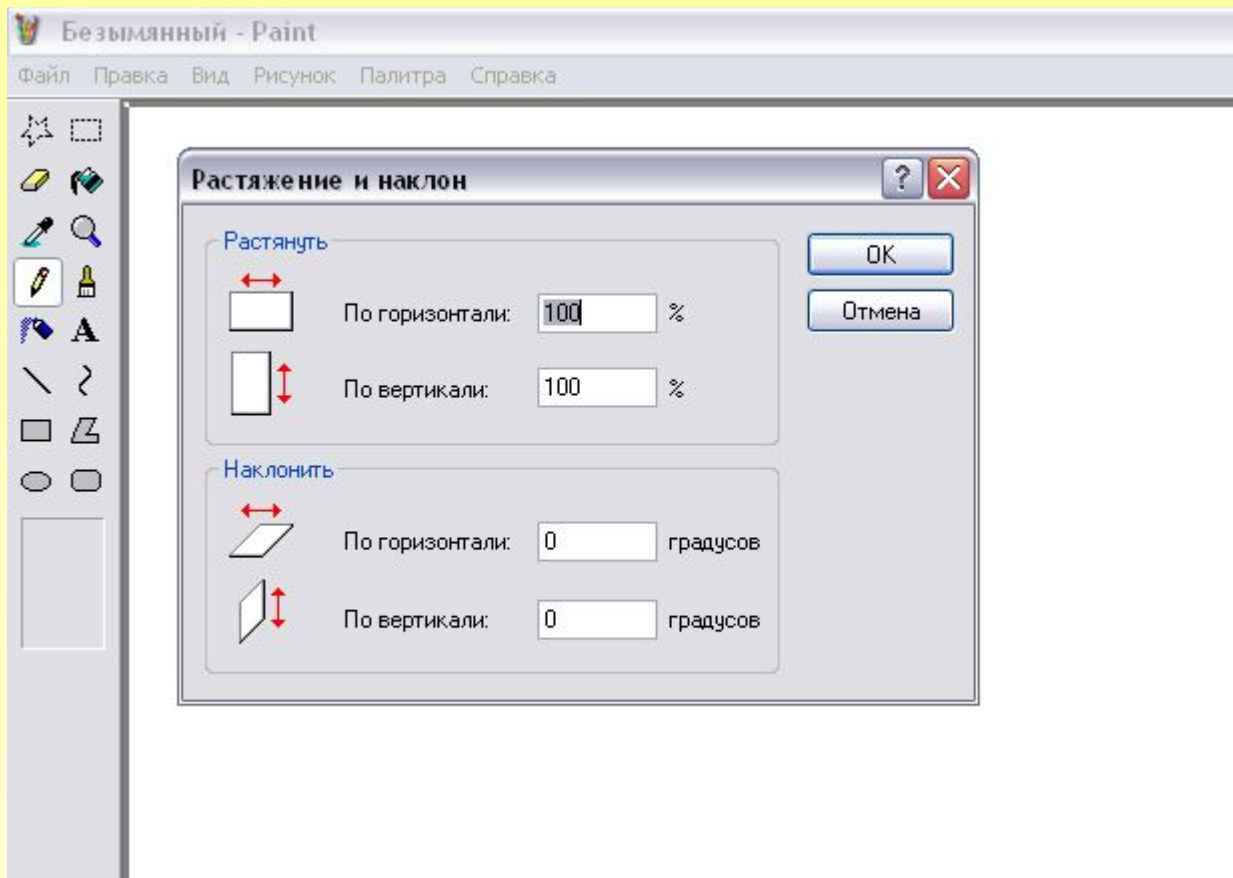 Безымянный - Paint
Файл Правка Вид Рисунок Палитра Справка
Растяжение и наклон
?
Растянуть
По горизонтали: 100 %
По вертикали: 100 %
OK
Отмена
Наклонить
По горизонтали: 0 градусов
По вертикали: 0 градусов
A